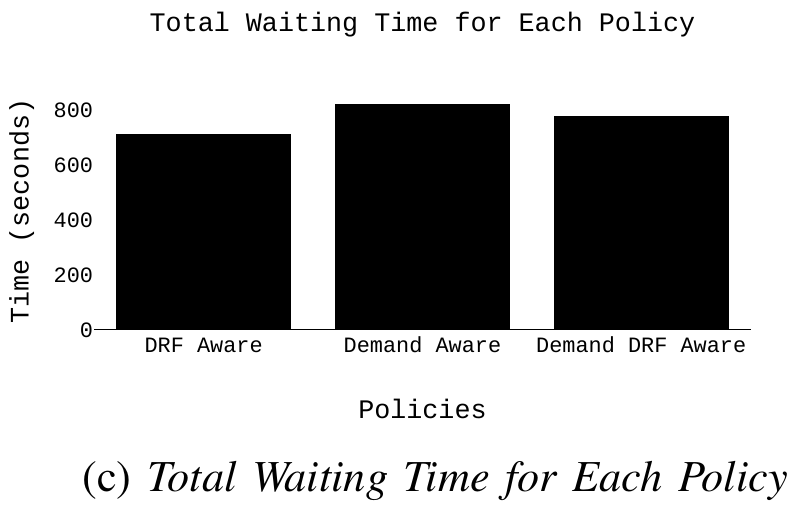 Total Waiting Time for Each Policy
Time (seconds)
800
600
400
200
0
DRF Aware Demand Aware Demand DRF Aware
Policies
(c) Total Waiting Time for Each Policy